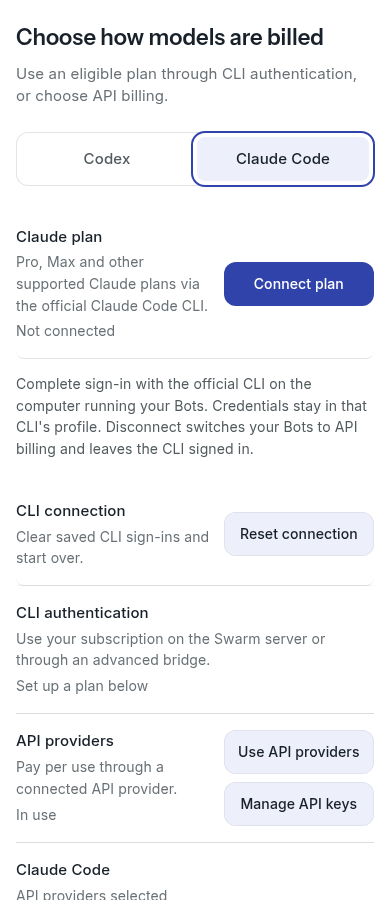 Choose how models are billed
Use an eligible plan through CLI authentication,
or choose API billing.
Codex
Claude Code
Claude plan
Pro, Max and other
supported Claude plans via
the official Claude Code CLI.
Not connected
Connect plan
Complete sign-in with the official CLI on the
computer running your Bots. Credentials stay in that
CLI's profile. Disconnect switches your Bots to API
billing and leaves the CLI signed in.
CLI connection
Clear saved CLI sign-ins and
start over.
Reset connection
CLI authentication
Use your subscription on the Swarm server or
through an advanced bridge.
Set up a plan below
API providers
Pay per use through a
connected API provider.
In use
Use API providers
Manage API keys
Claude Code
API providers selected